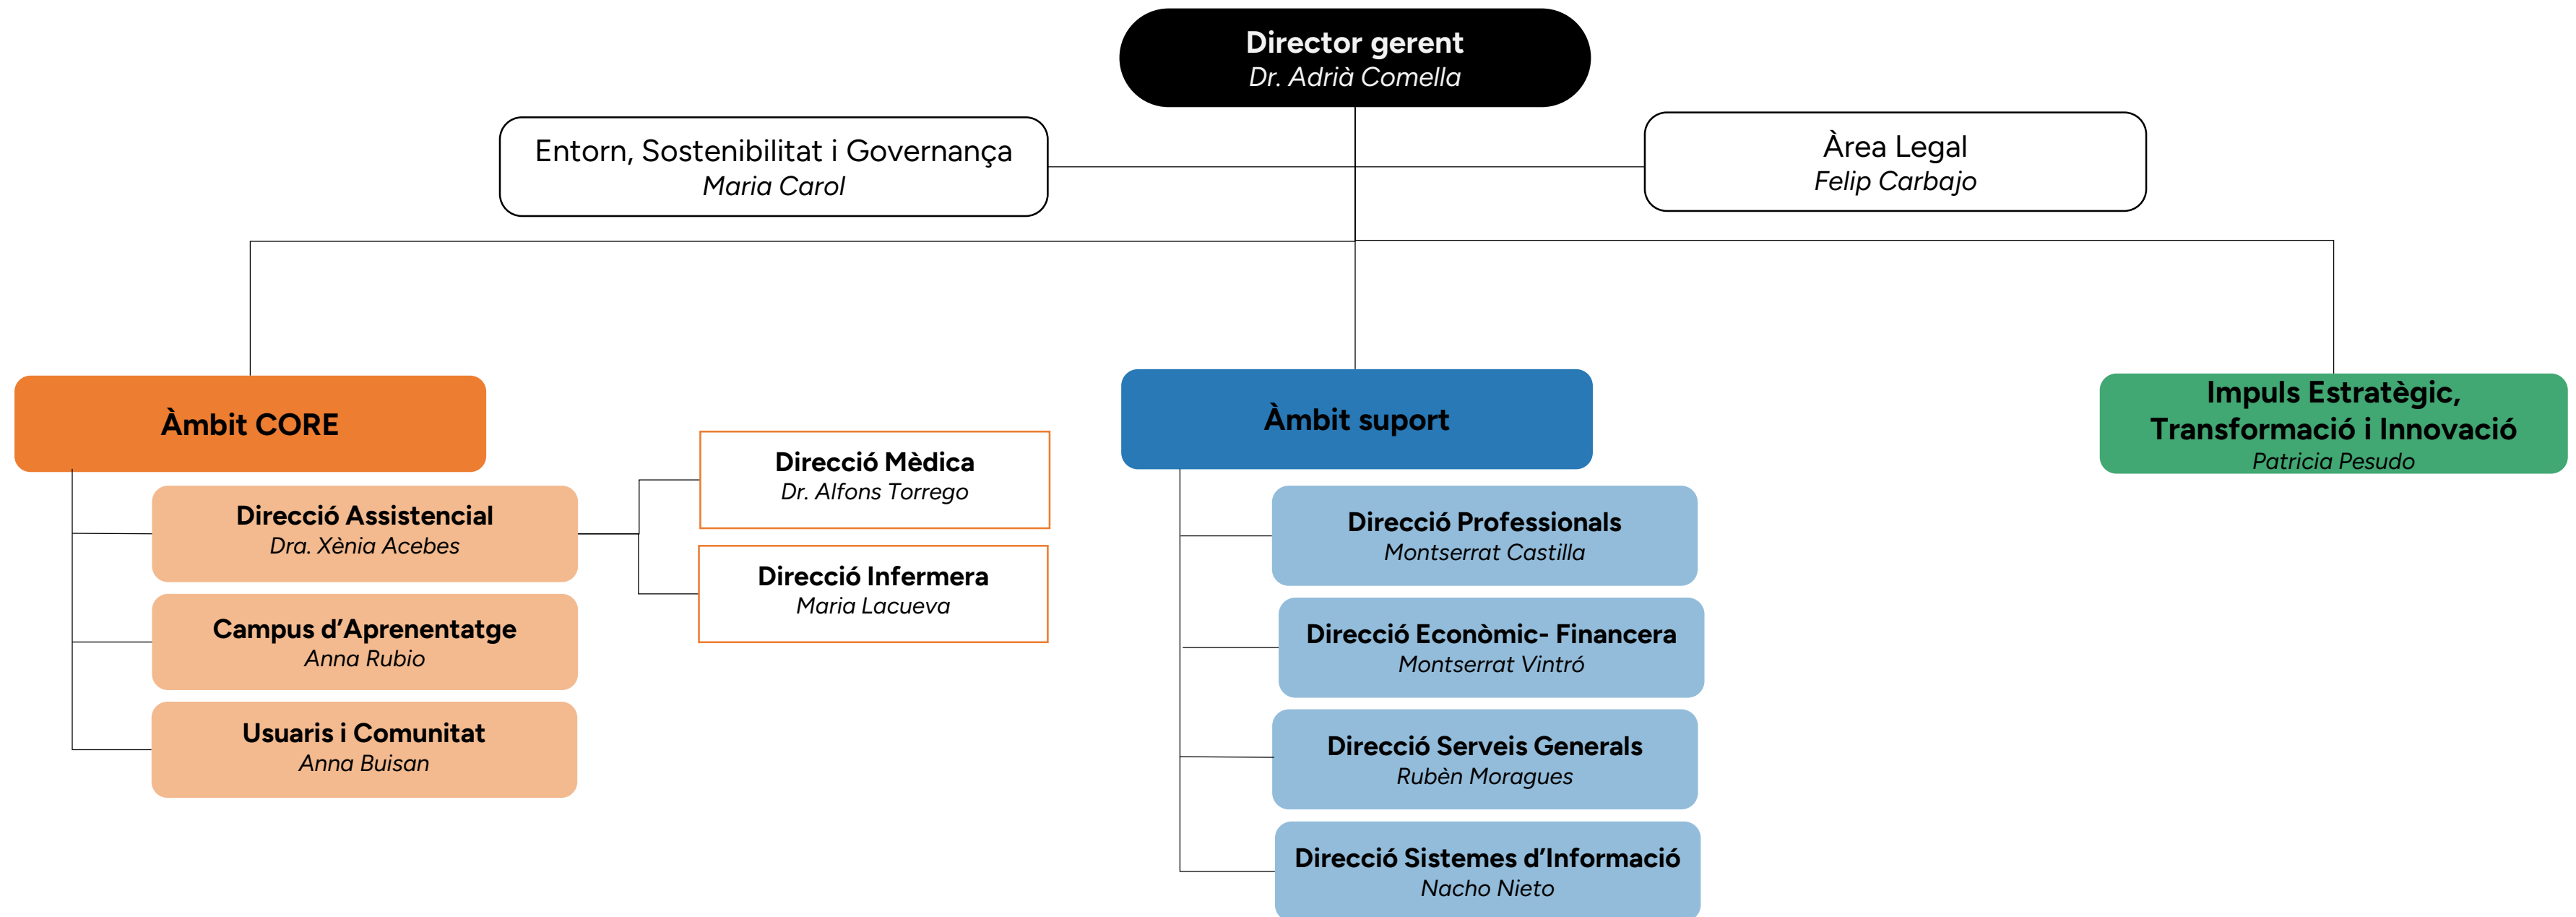 Director gerent
Dr. Adrià Comella
Entorn, Sostenibilitat i Governança
Maria Carol
Àrea Legal
Felip Carbajo
Àmbit CORE
Direcció Assistencial
Dra. Xènia Acebes
Campus d’Aprenentatge
Anna Rubio
Usuaris i Comunitat
Anna Buisan
Direcció Mèdica
Dr. Alfons Torrego
Direcció Infermera
Maria Lacueva
Àmbit suport
Direcció Professionals
Montserrat Castilla
Direcció Econòmic- Financera
Montserrat Vintró
Direcció Serveis Generals
Rubèn Moragues
Direcció Sistemes d’Informació
Nacho Nieto
Impuls Estratègic,
Transformació i Innovació
Patricia Pesudo